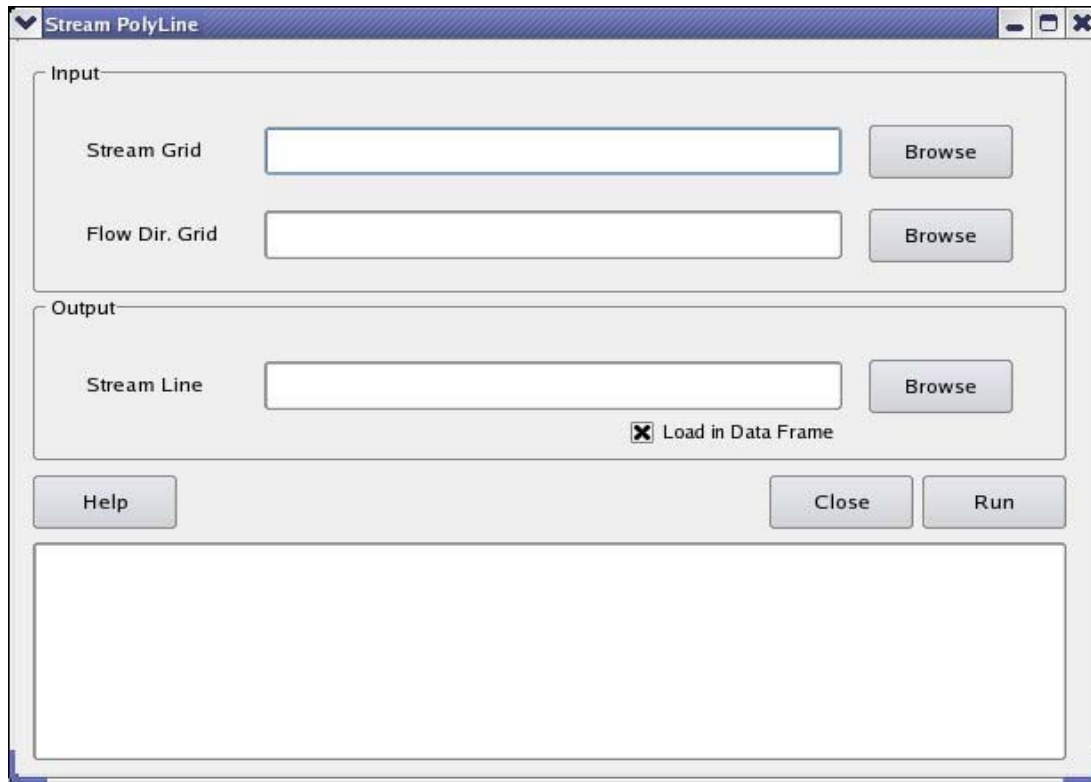 Stream PolyLine
Input
Stream Grid
Browse
Flow Dir. Grid
Browse
Output
Stream Line
Browse
Load in Data Frame
Help
Close
Run